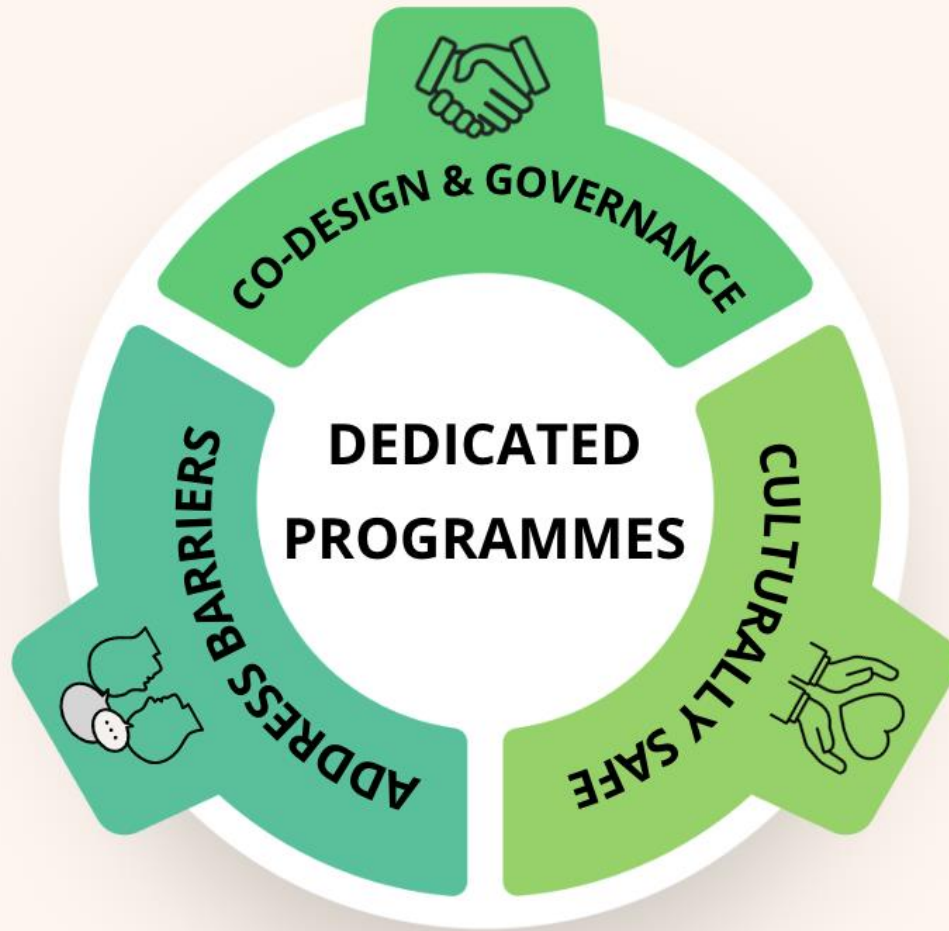 CO-DESIGN & GOVERNANCE
DEDICATED
PROGRAMMES
ADDRESS BARRIERS
CULTURALLY SAFE